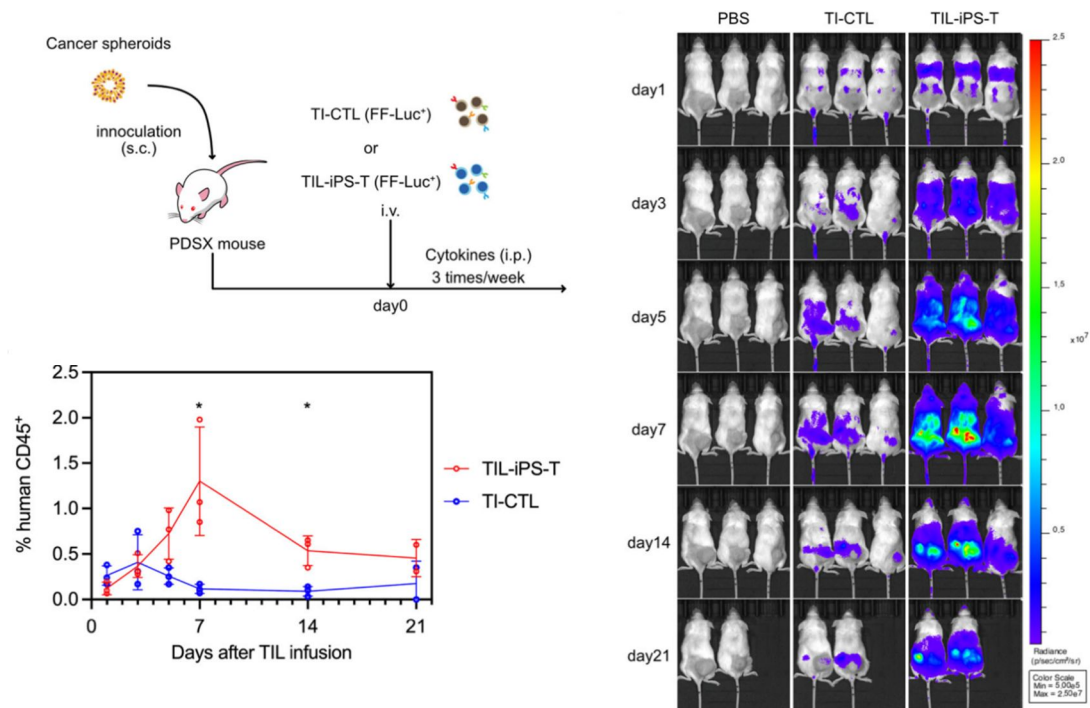 Cancer spheroids
innoculation
(s.c.)
PDSX mouse
TI-CTL (FF-Luc⁺)
or
TIL-iPS-T (FF-Luc⁺)
i.v.
Cytokines (i.p.)
3 times/week
day0
% human CD45⁺
2.5
2.0
1.5
1.0
0.5
0.0
*
*
TIL-iPS-T
TI-CTL
0
7
14
21
Days after TIL infusion
PBS
TI-CTL
TIL-iPS-T
day1
day3
day5
day7
day14
day21
2.5
2.0
1,5
1,0
0,5
x10⁷
Radiance
(p/sec/cm²/sr)
Color Scale
Min = 5,00e5
Max = 2,50e7